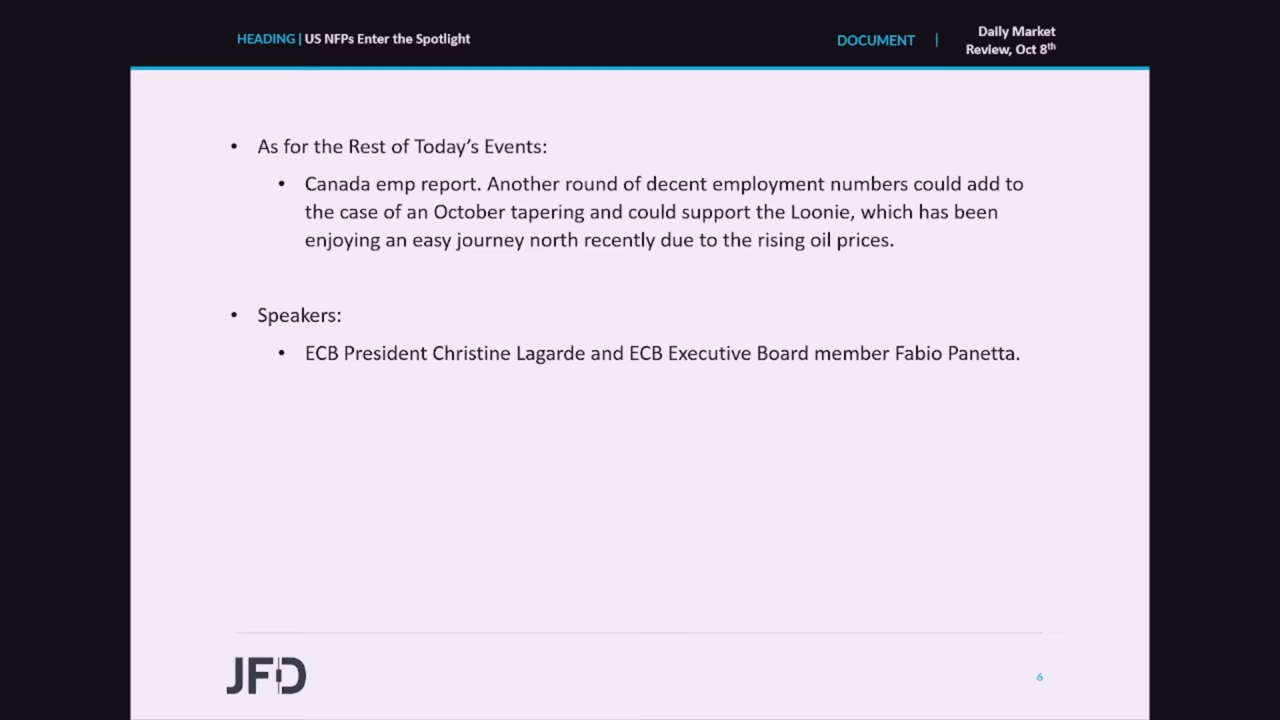 HEADING | US NFPs Enter the Spotlight
DOCUMENT |
Daily Market
Review, Oct 8th
• As for the Rest of Today's Events:
• Canada emp report. Another round of decent employment numbers could add to
the case of an October tapering and could support the Loonie, which has been
enjoying an easy journey north recently due to the rising oil prices.
• Speakers:
• ECB President Christine Lagarde and ECB Executive Board member Fabio Panetta.
JFD
6